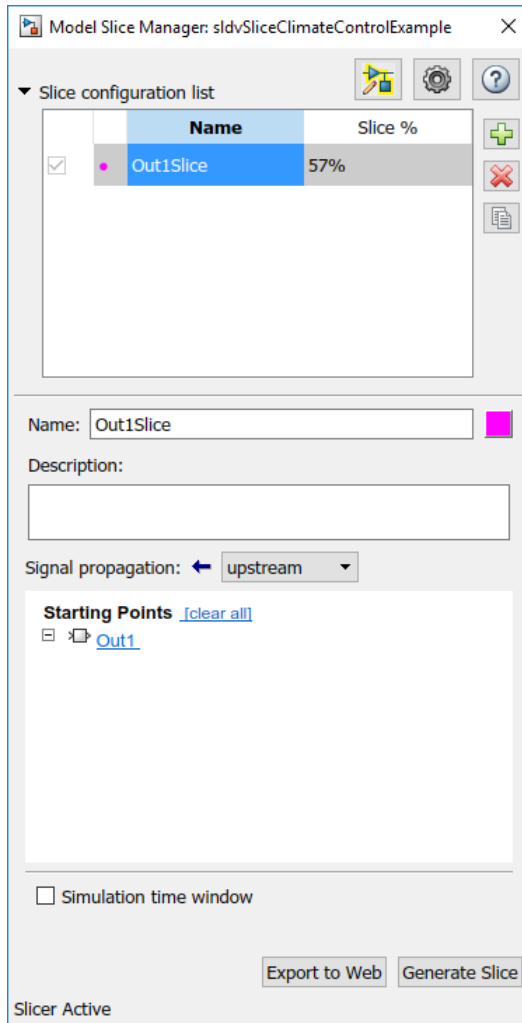 Model Slice Manager: sldvSliceClimateControlExample
Slice configuration list
Name Slice %
Out1Slice 57%
Name: Out1Slice
Description:
Signal propagation: upstream
Starting Points [clear all]
Out1
Simulation time window
Export to Web Generate Slice
Slicer Active